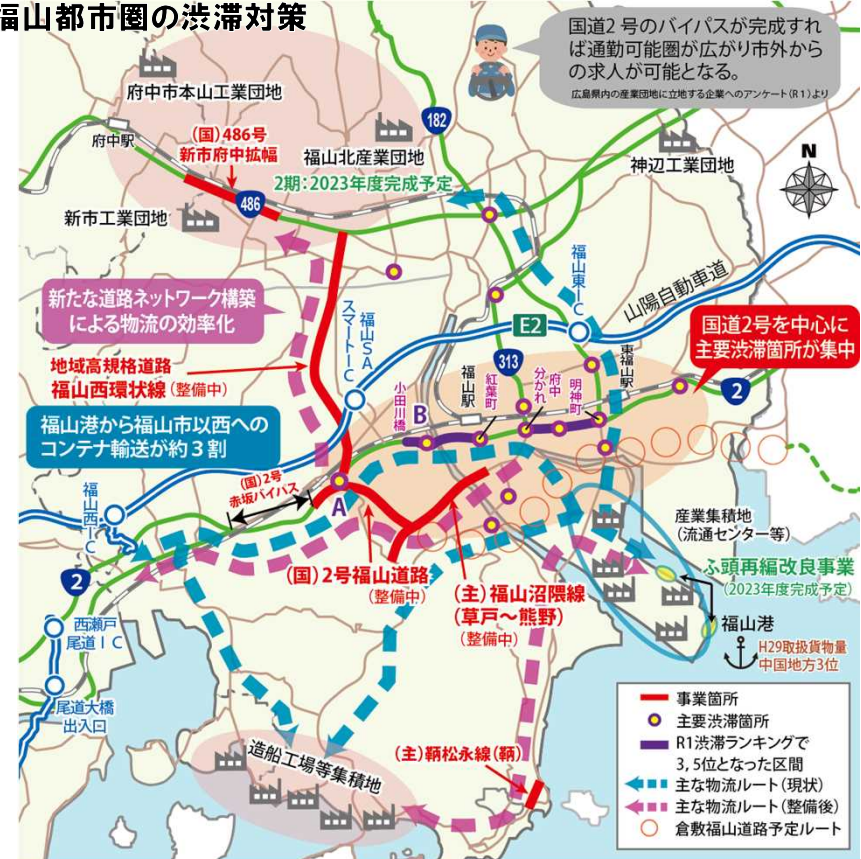 福山都市圏の渋滞対策
国道2号のバイパスが完成すれ
ば通勤可能圏が広がり市外から
の求人が可能となる。
広島県内の産業団地に立地する企業へのアンケート(R1)より
府中市本山工業団地
府中駅
(国)486号
新市府中拡幅
182
福山北産業団地
2期:2023年度完成予定
神辺工業団地
N
486
新市工業団地
福山東IC
山陽自動車道
新たな道路ネットワーク構築
による物流の効率化
福山SA
スマートIC
E2
国道2号を中心に
主要渋滞箇所が集中
地域高規格道路
福山西環状線(整備中)
313
東福山駅
2
福山駅
小田川橋
紅葉町
府中
分かれ
明神町
B
福山港から福山市以西への
コンテナ輸送が約3割
(国)2号
赤坂バイパス
A
福山西IC
産業集積地
(流通センター等)
ふ頭再編改良事業
(2023年度完成予定)
(国)2号福山道路
(整備中)
(主)福山沼隈線
(草戸~熊野)
(整備中)
2
福山港
H29取扱貨物量
中国地方3位
西瀬戸
尾道IC
尾道大橋
出入口
造船工場等集積地
(主)鞆松永線(鞆)
事業箇所
主要渋滞箇所
R1渋滞ランキングで
3,5位となった区間
主な物流ルート(現状)
主な物流ルート(整備後)
倉敷福山道路予定ルート